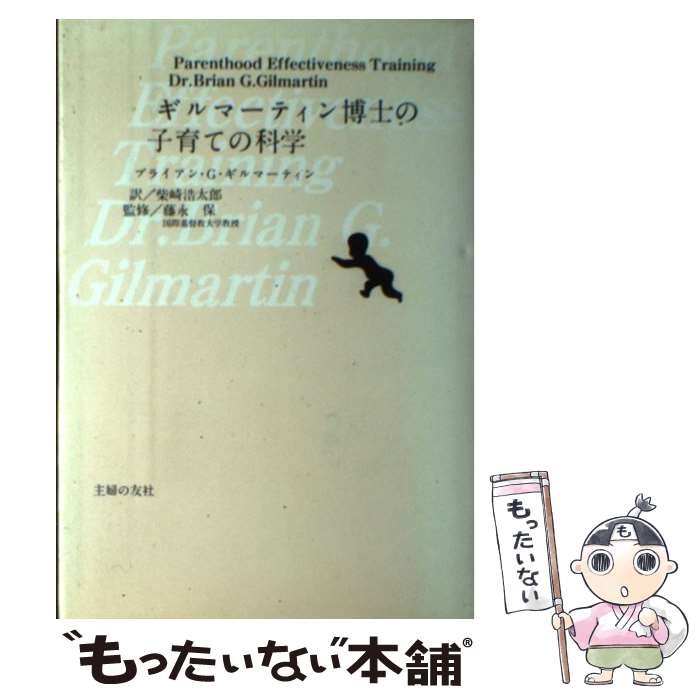 Parenthood
Effectiveness
Training
Dr.Brian G.
Gilmartin
Parenthood Effectiveness Training
Dr.Brian G.Gilmartin
ギルマーティン博士の
子育ての科学
ブライアン・G・ギルマーティン
訳／柴崎浩太郎
監修／藤永 保
国際基督教大学教授
主婦の友社
もったいない
も
“もったいない”本舗®